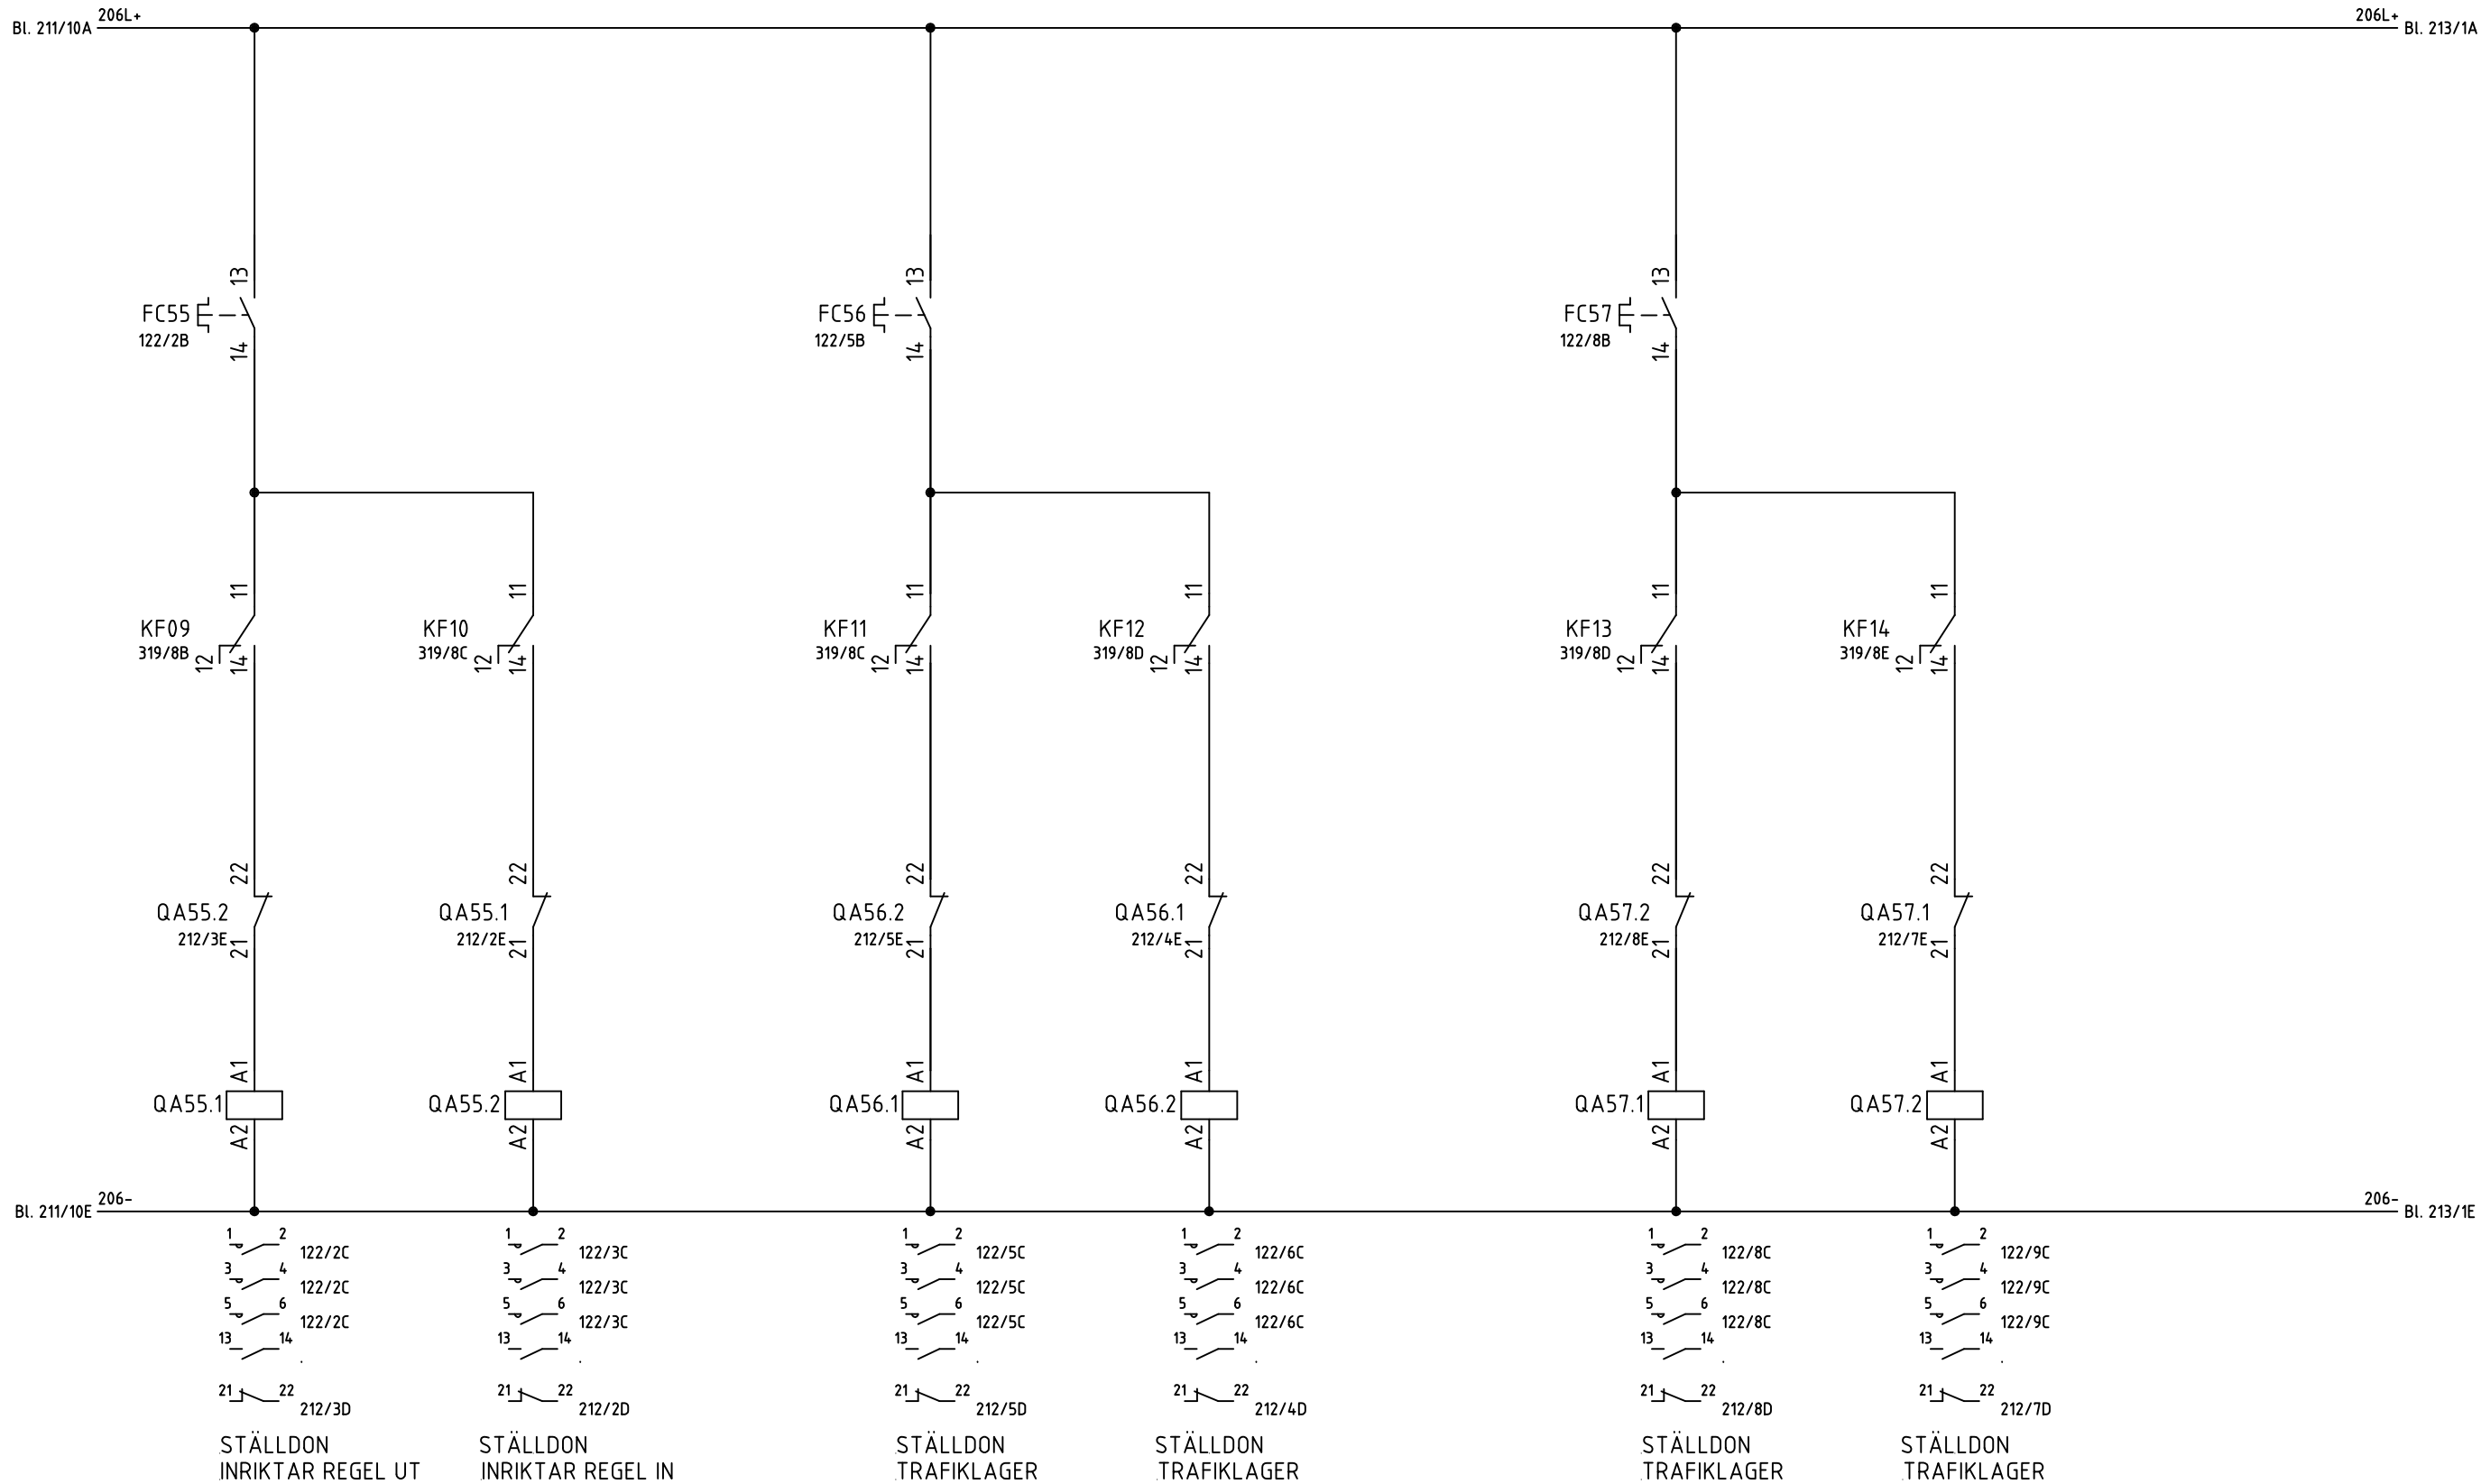 206L+ 206L+
Bl. 211/10A Bl. 213/1A
13 13 13
FC55 FC56 FC57
122/2B 122/5B 122/8B
14 14 14
11 11 11 11 11 11
KF09 KF10 KF11 KF12 KF13 KF14
319/8B 319/8C 319/8C 319/8D 319/8D 319/8E
12 14 12 14 12 14 12 14 12 14 12 14
22 22 22 22 22 22
QA55.2 QA55.1 QA56.2 QA56.1 QA57.2 QA57.1
212/3E 212/2E 212/5E 212/4E 212/8E 212/7E
21 21 21 21 21 21
A1 A1 A1 A1 A1 A1
QA55.1 QA55.2 QA56.1 QA56.2 QA57.1 QA57.2
A2 A2 A2 A2 A2 A2
206- 206-
Bl. 211/10E Bl. 213/1E
1 2 1 2 1 2 1 2 1 2 1 2
122/2C 122/3C 122/5C 122/6C 122/8C 122/9C
3 4 3 4 3 4 3 4 3 4 3 4
122/2C 122/3C 122/5C 122/6C 122/8C 122/9C
5 6 5 6 5 6 5 6 5 6 5 6
122/2C 122/3C 122/5C 122/6C 122/8C 122/9C
13 14 13 14 13 14 13 14 13 14 13 14
21 22 21 22 21 22 21 22 21 22 21 22
212/3D 212/2D 212/5D 212/4D 212/8D 212/7D
STÄLLDON STÄLLDON STÄLLDON STÄLLDON STÄLLDON STÄLLDON
INRIKTAR REGEL UT INRIKTAR REGEL IN TRAFIKLAGER TRAFIKLAGER TRAFIKLAGER TRAFIKLAGER